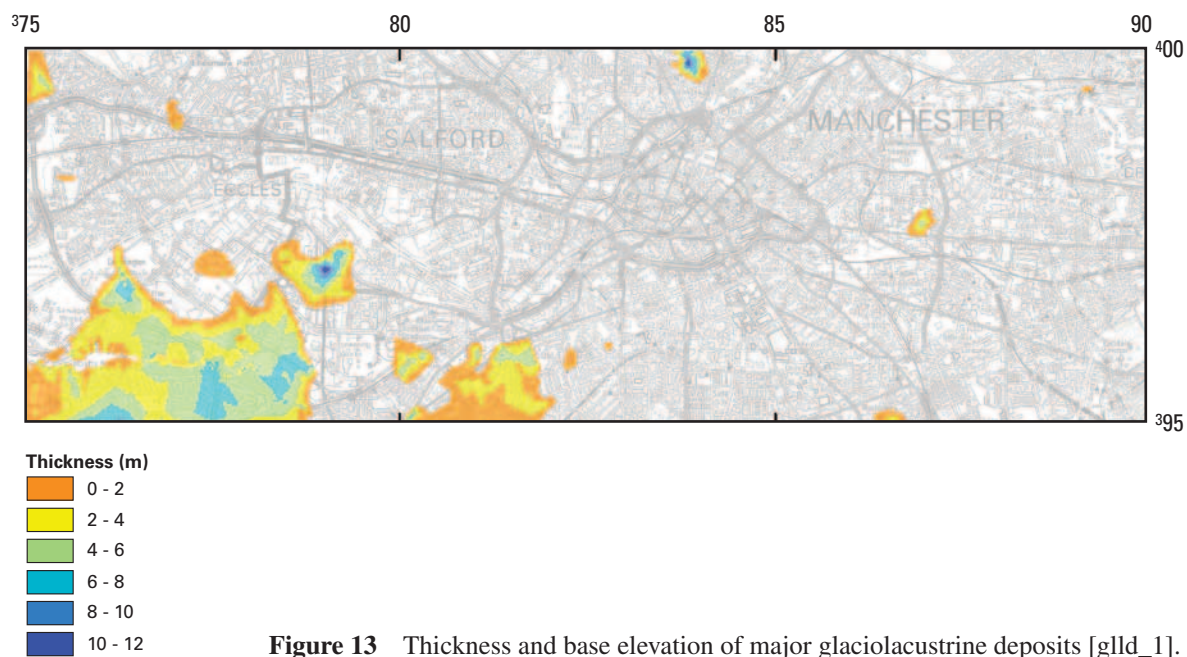 375 80 85 90
400
SALFORD
MANCHESTER
ECCLES
395
Thickness (m)
0 - 2
2 - 4
4 - 6
6 - 8
8 - 10
10 - 12
Figure 13 Thickness and base elevation of major glaciolacustrine deposits [glld_1].